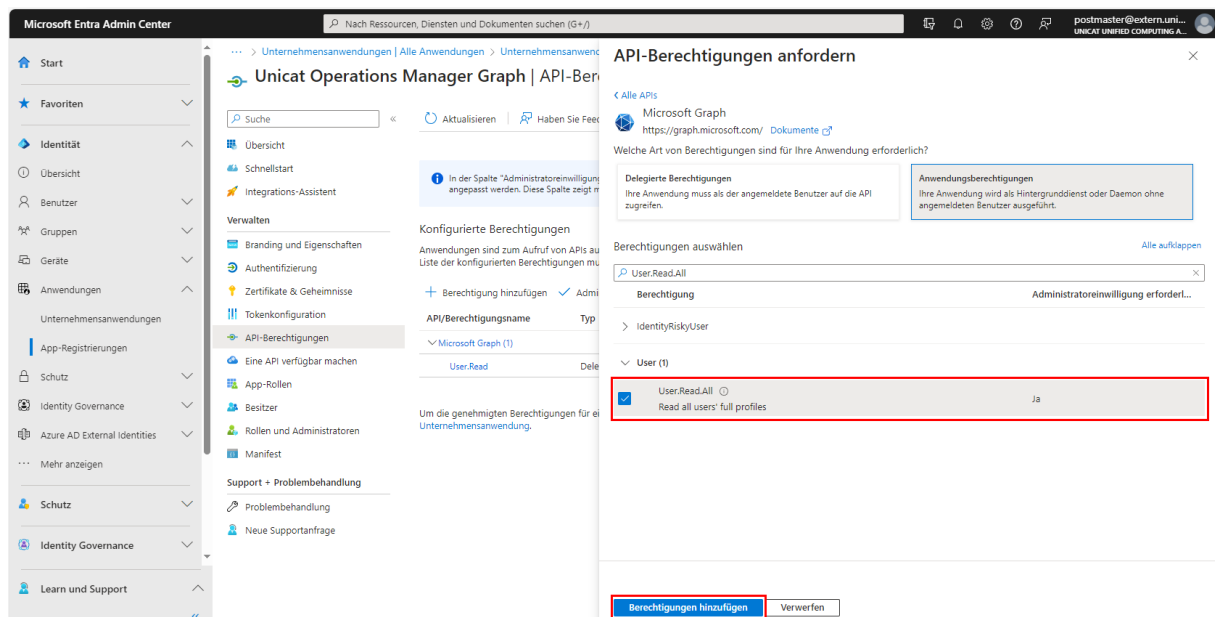 Microsoft Entra Admin Center
Nach Ressourcen, Diensten und Dokumenten suchen (G+/)
postmaster@extern.uni...
UNICAT UNIFIED COMPUTING A...
Start
Favoriten
Identität
Übersicht
Benutzer
Gruppen
Geräte
Anwendungen
Unternehmensanwendungen
App-Registrierungen
Schutz
Identity Governance
Azure AD External Identities
Mehr anzeigen
Schutz
Identity Governance
Learn und Support
··· > Unternehmensanwendungen | Alle Anwendungen > Unternehmensanwend
Unicat Operations Manager Graph | API-Ber
Suche
Übersicht
Schnellstart
Integrations-Assistent
Verwalten
Branding und Eigenschaften
Authentifizierung
Zertifikate & Geheimnisse
Tokenkonfiguration
API-Berechtigungen
Eine API verfügbar machen
App-Rollen
Besitzer
Rollen und Administratoren
Manifest
Support + Problembehandlung
Problembehandlung
Neue Supportanfrage
Aktualisieren
Haben Sie Feed
In der Spalte "Administratoreinwilligung
angepasst werden. Diese Spalte zeigt m
Konfigurierte Berechtigungen
Anwendungen sind zum Aufruf von APIs au
Liste der konfigurierten Berechtigungen mu
Berechtigung hinzufügen
Admi
API/Berechtigungsname
Typ
Microsoft Graph (1)
User.Read
Dele
Um die genehmigten Berechtigungen für ei
Unternehmensanwendung.
API-Berechtigungen anfordern
Alle APIs
Microsoft Graph
https://graph.microsoft.com/ Dokumente
Welche Art von Berechtigungen sind für Ihre Anwendung erforderlich?
Delegierte Berechtigungen
Ihre Anwendung muss als der angemeldete Benutzer auf die API
zugreifen.
Anwendungsberechtigungen
Ihre Anwendung wird als Hintergrunddienst oder Daemon ohne
angemeldeten Benutzer ausgeführt.
Berechtigungen auswählen
Alle aufklappen
User.Read.All
Berechtigung
Administratoreinwilligung erforderl...
IdentityRiskyUser
User (1)
User.Read.All
Read all users' full profiles
Ja
Berechtigungen hinzufügen
Verwerfen